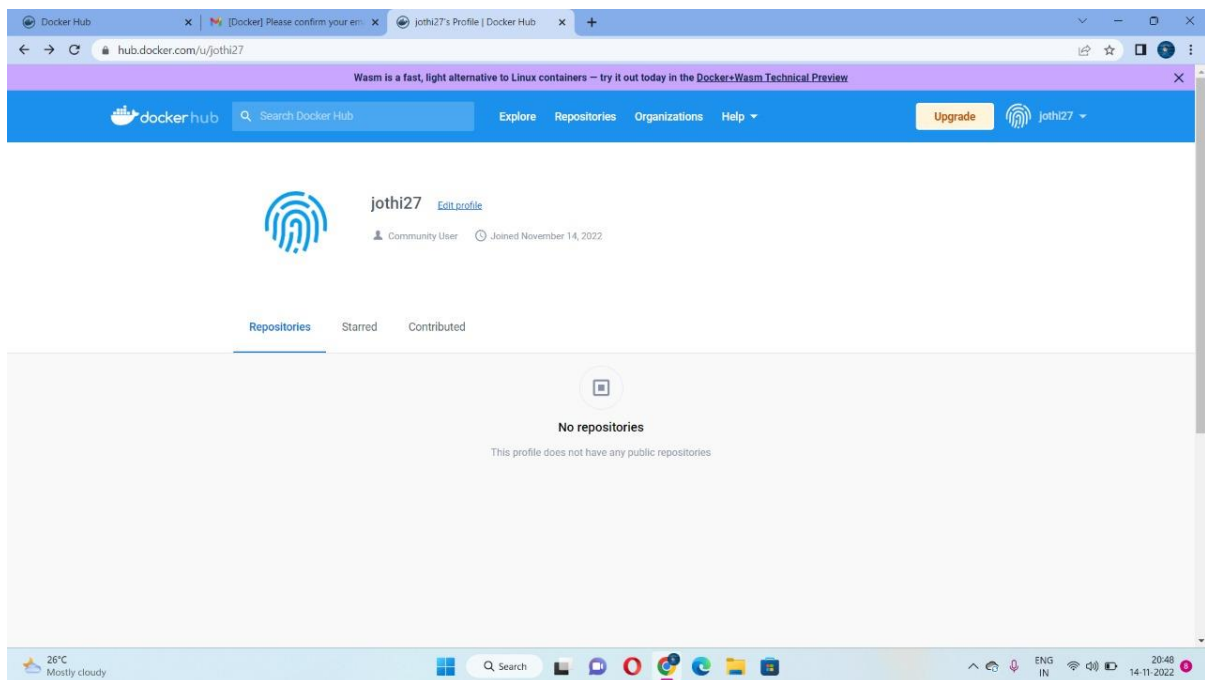 Docker Hub
[Docker] Please confirm your em
jothi27's Profile | Docker Hub
hub.docker.com/u/jothi27
Wasm is a fast, light alternative to Linux containers — try it out today in the Docker+Wasm Technical Preview
dockerhub Search Docker Hub Explore Repositories Organizations Help Upgrade jothi27
jothi27 Edit profile
Community User Joined November 14, 2022
Repositories Starred Contributed
No repositories
This profile does not have any public repositories
26°C
Mostly cloudy
Search
ENG
IN
20:48
14-11-2022